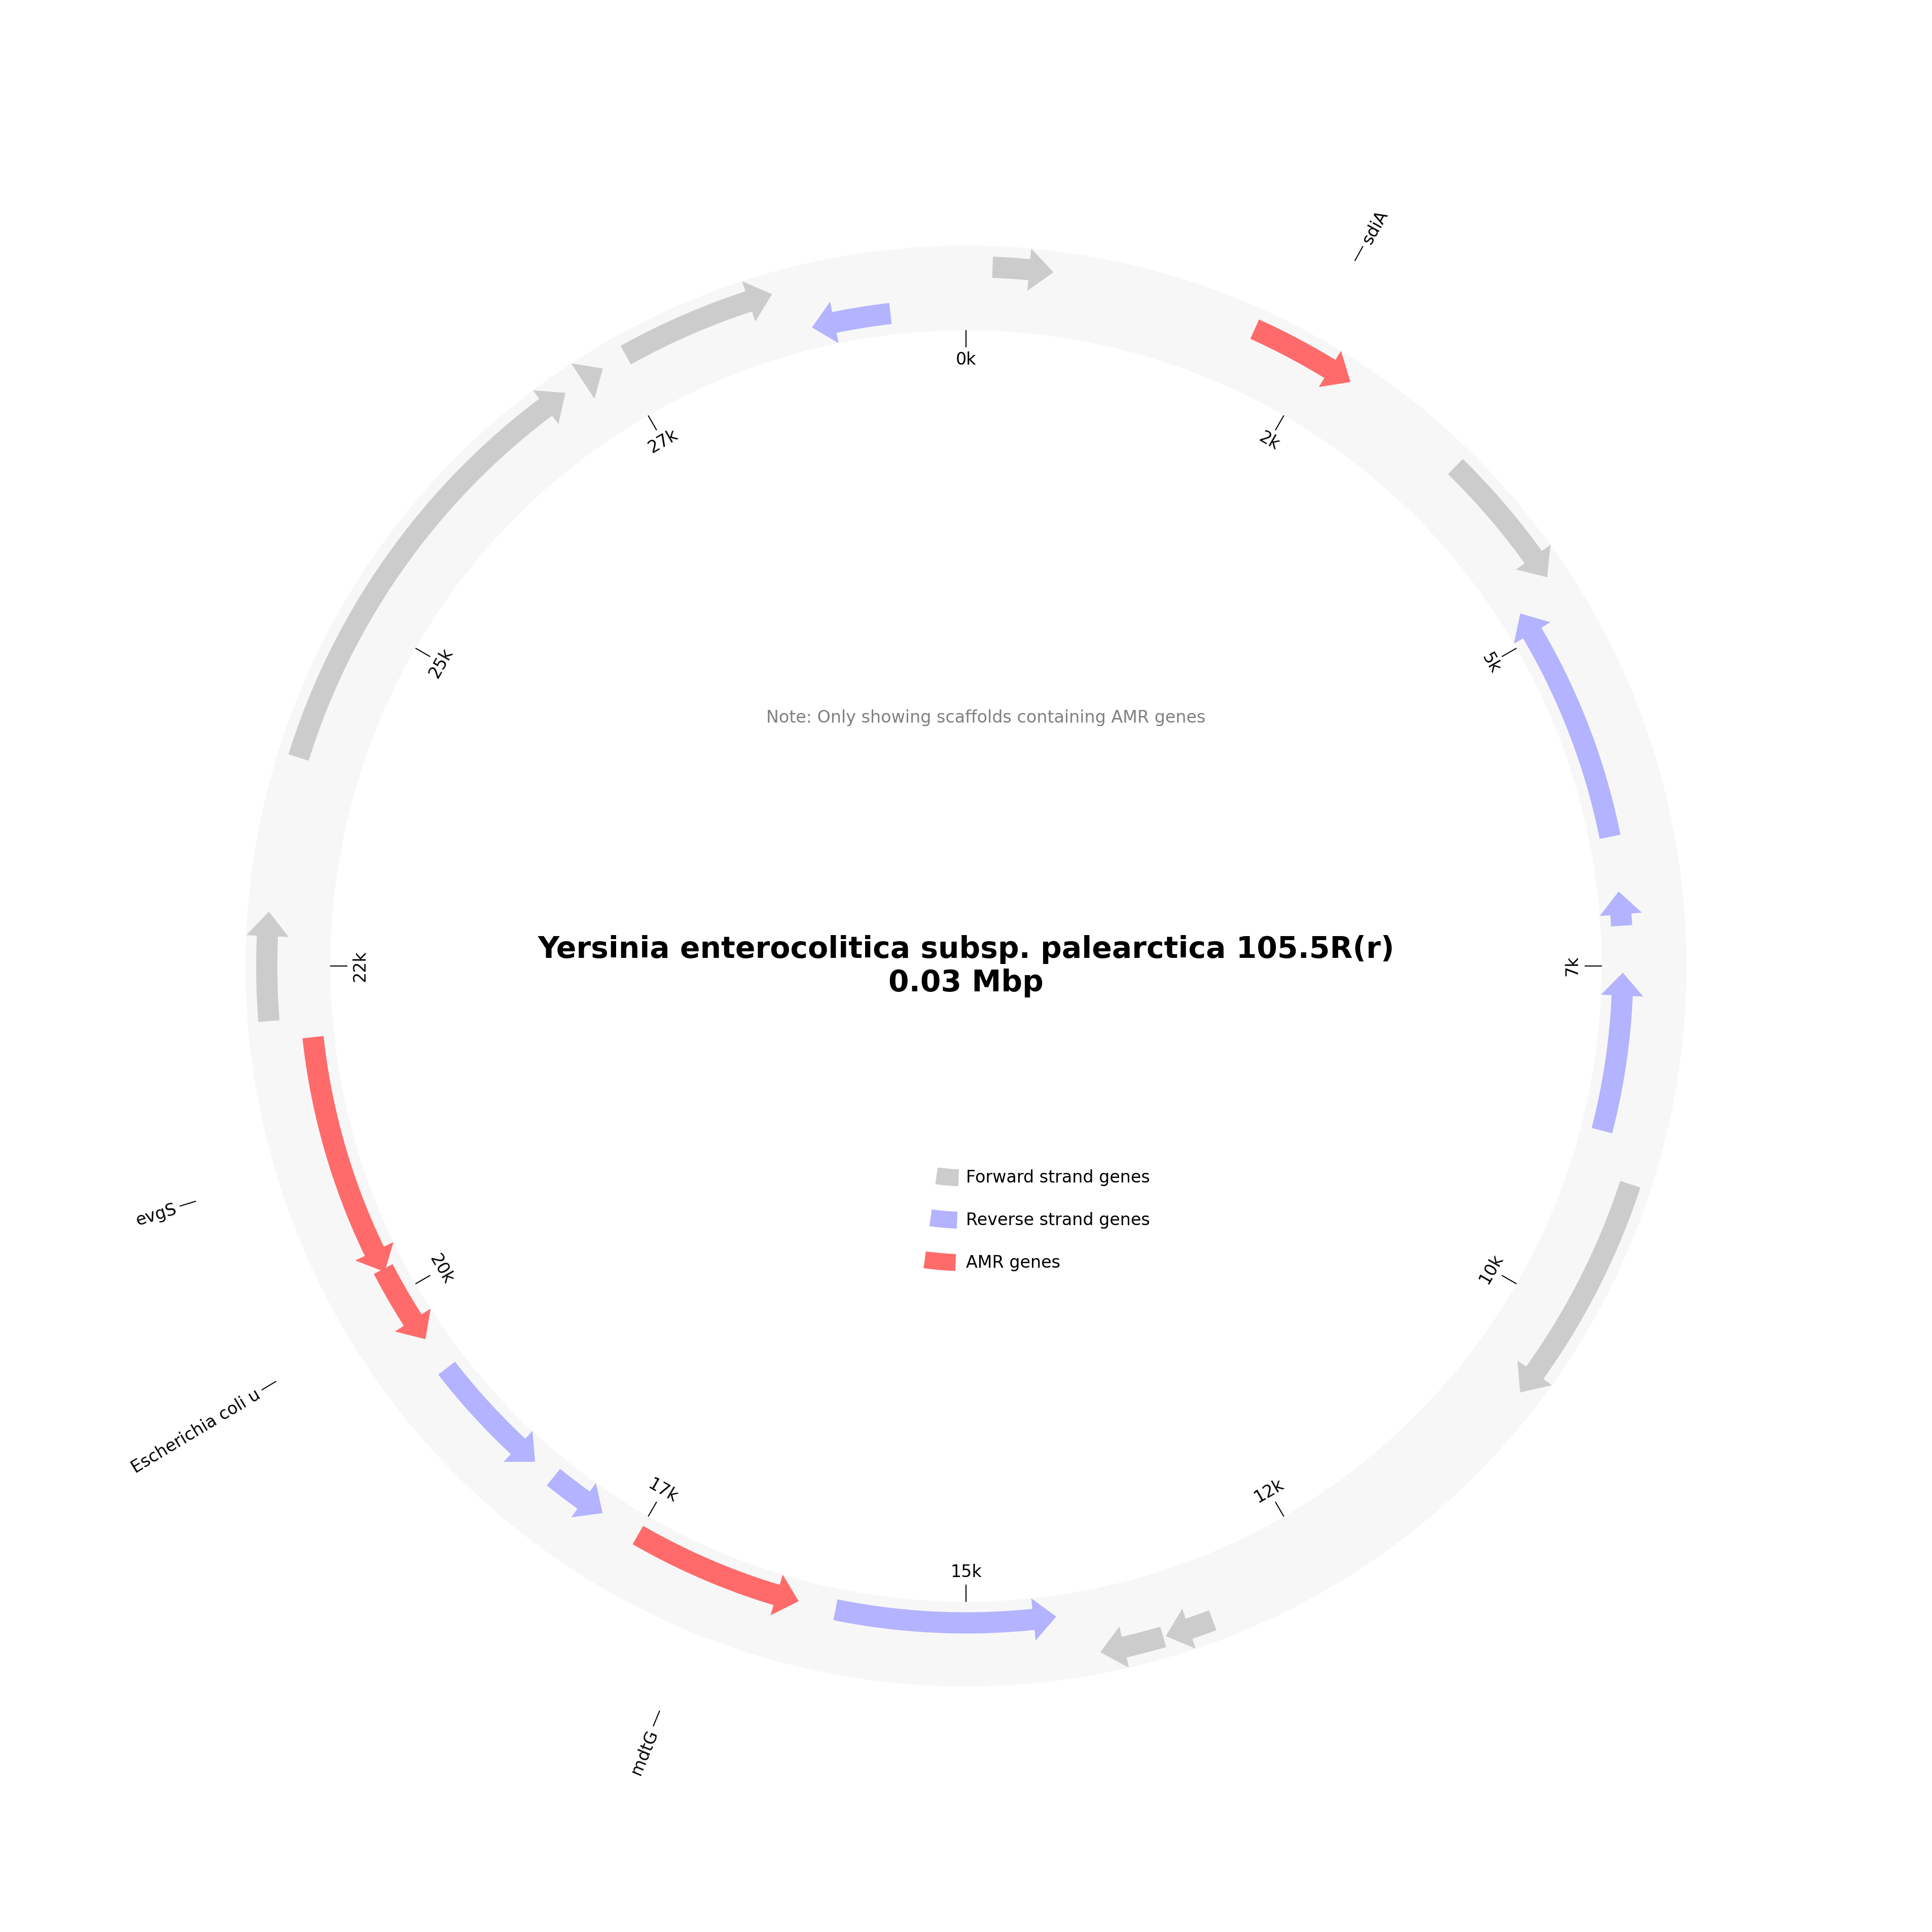 sdiA
0k
27k
2k
25k
5k
Note: Only showing scaffolds containing AMR genes
Yersinia enterocolitica subsp. palearctica 105.5R(r)
0.03 Mbp
22k
7k
Forward strand genes
evgS
Reverse strand genes
AMR genes
20k
10k
Escherichia coli u
17k
12k
15k
mdtG